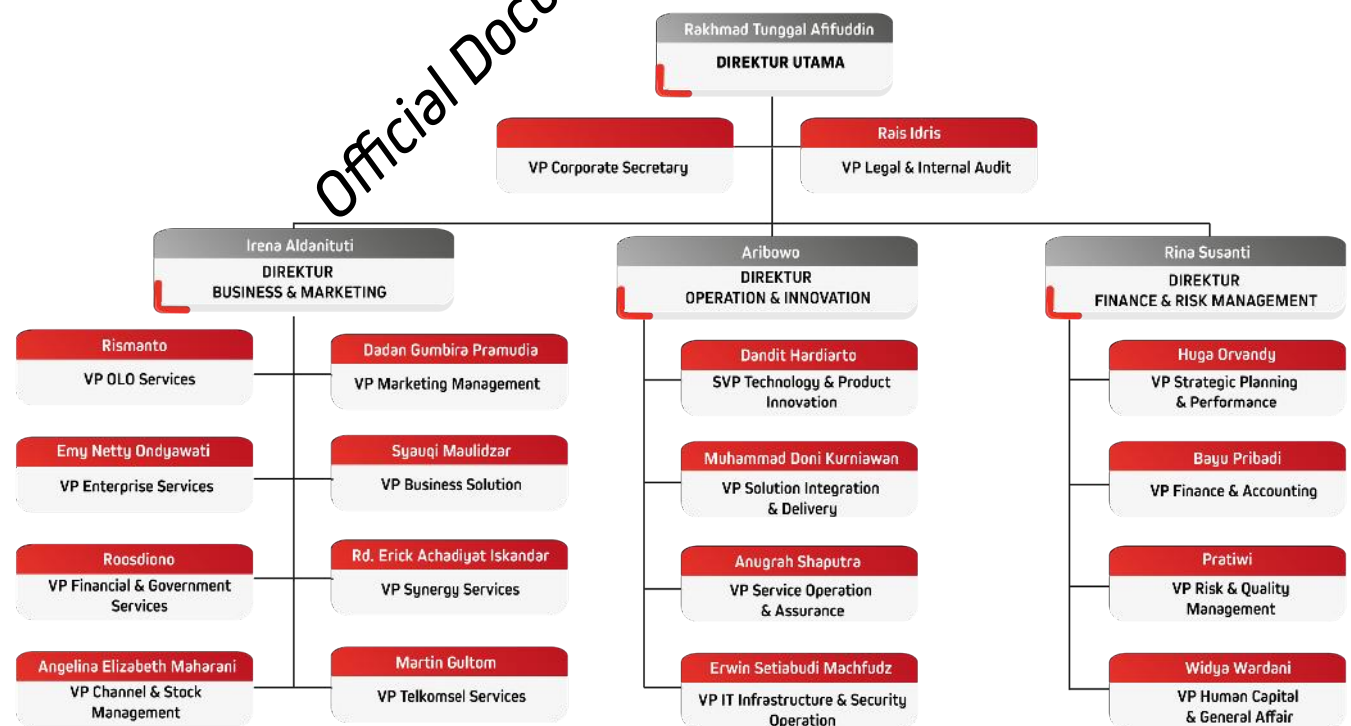 Official
Rakhmad Tunggal Afifuddin
DIREKTUR UTAMA
VP Corporate Secretary
Rais Idris
VP Legal & Internal Audit
Irena Aldanituti
DIREKTUR
BUSINESS & MARKETING
Rismanto
VP OLO Services
Dadan Gumbira Pramudia
VP Marketing Management
Emy Netty Ondyawati
VP Enterprise Services
Syauqi Maulidzar
VP Business Solution
Roosdiono
VP Financial & Government
Services
Rd. Erick Achadiyat Iskandar
VP Synergy Services
Angelina Elizabeth Maharani
VP Channel & Stock
Management
Martin Gultom
VP Telkomsel Services
Aribowo
DIREKTUR
OPERATION & INNOVATION
Dandit Hardiarto
SVP Technology & Product
Innovation
Muhammad Doni Kurniawan
VP Solution Integration
& Delivery
Anugrah Shaputra
VP Service Operation
& Assurance
Erwin Setiabudi Machfudz
VP IT Infrastructure & Security
Operation
Rina Susanti
DIREKTUR
FINANCE & RISK MANAGEMENT
Huga Orvandy
VP Strategic Planning
& Performance
Bayu Pribadi
VP Finance & Accounting
Pratiwi
VP Risk & Quality
Management
Widya Wardani
VP Human Capital
& General Affair